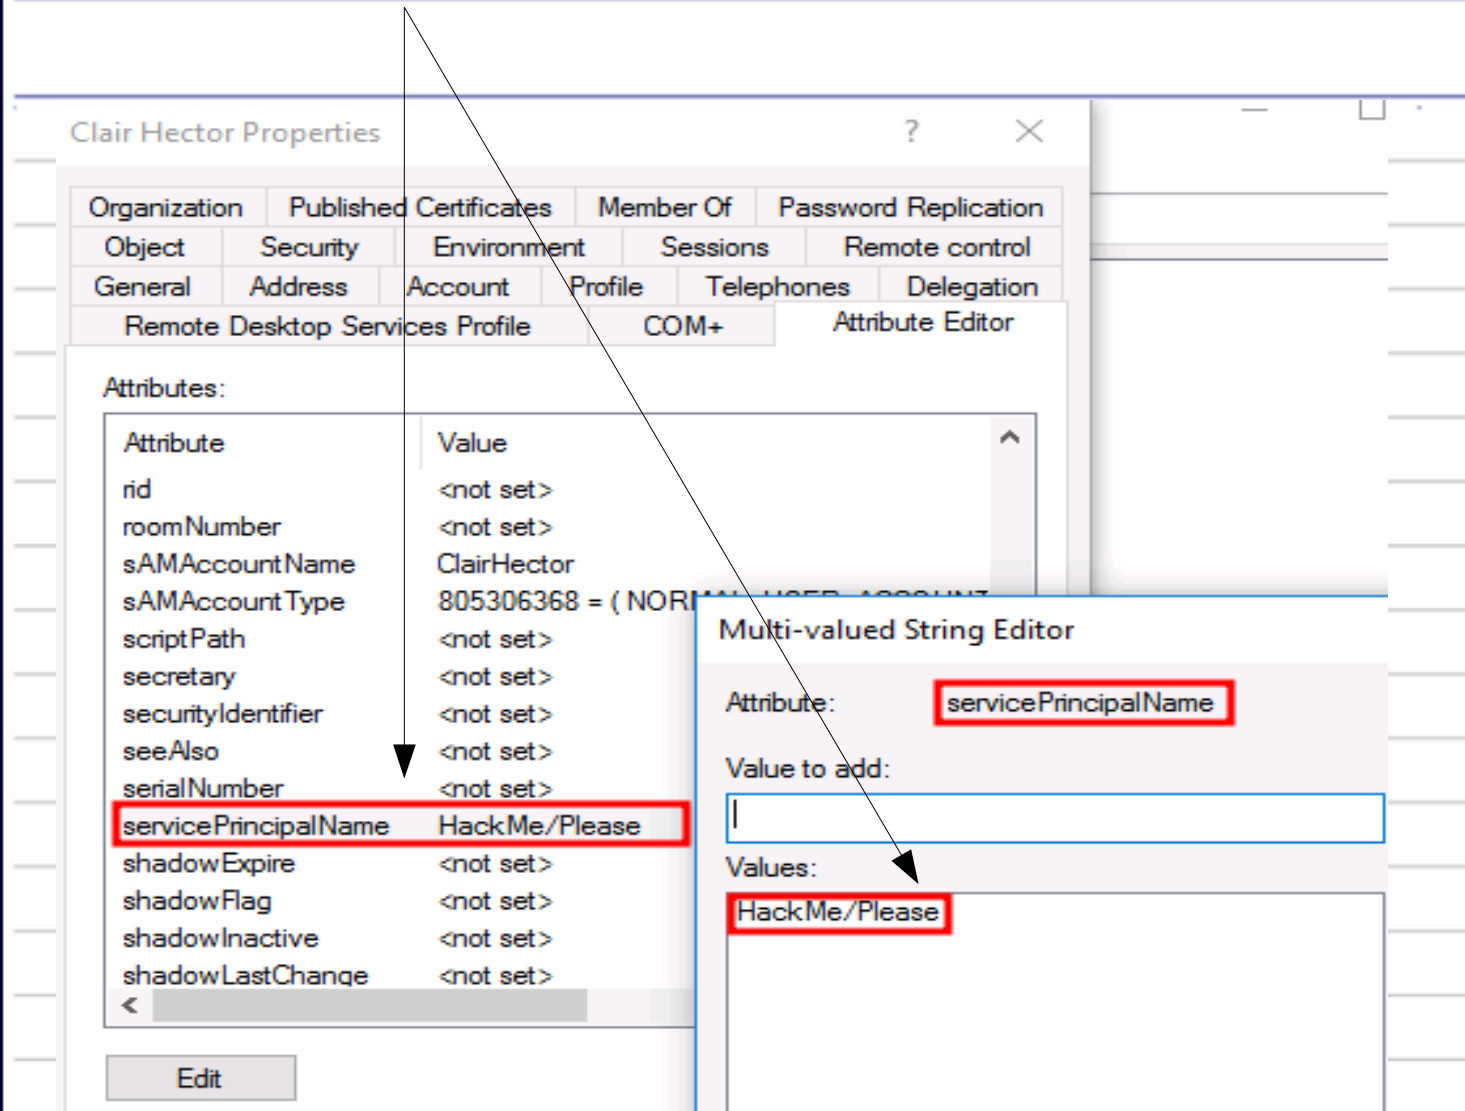 Clair Hector Properties ?
Organization Published Certificates Member Of Password Replication
Object Security Environment Sessions Remote control
General Address Account Profile Telephones Delegation
Remote Desktop Services Profile COM+ Attribute Editor
Attributes:
Attribute Value
rid <not set>
roomNumber <not set>
sAMAccountName ClairHector
sAMAccountType 805306368 = ( NORMAL_USER_ACCOUNT
scriptPath <not set>
secretary <not set>
securityIdentifier <not set>
seeAlso <not set>
serialNumber <not set>
servicePrincipalName HackMe/Please
shadowExpire <not set>
shadowFlag <not set>
shadowInactive <not set>
shadowLastChange <not set>
Edit
Multi-valued String Editor
Attribute: servicePrincipalName
Value to add:
Values:
HackMe/Please